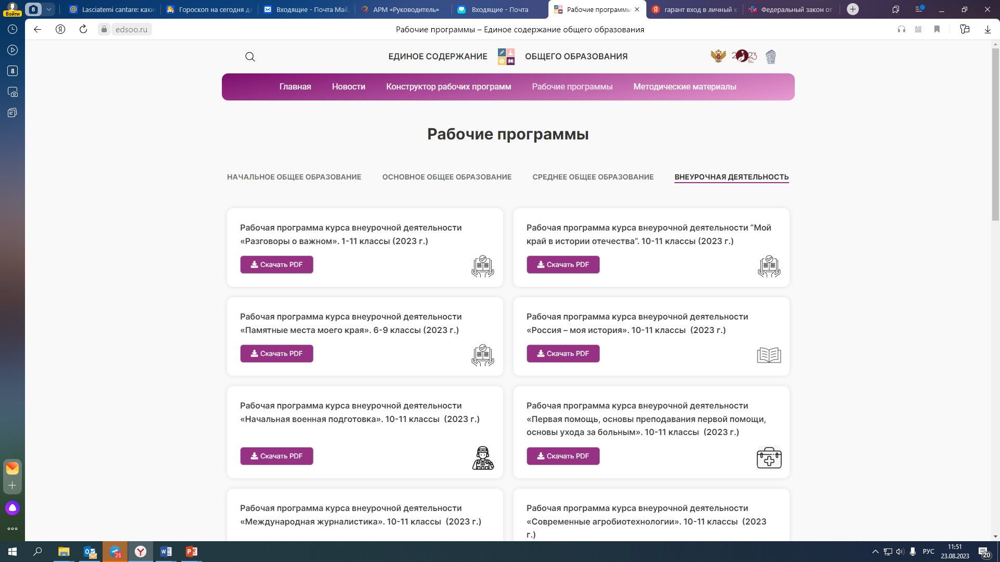 Войти
8
Lasciatemi cantare: каки
Гороскоп на сегодня дл
Входящие - Почта Mail.
АРМ «Руководитель»
Входящие - Почта
Рабочие программы
гарант вход в личный к
Федеральный закон от
8
edsoo.ru
Рабочие программы – Единое содержание общего образования
ЕДИНОЕ СОДЕРЖАНИЕ
ОБЩЕГО ОБРАЗОВАНИЯ
2023
Главная
Новости
Конструктор рабочих программ
Рабочие программы
Методические материалы
Рабочие программы
НАЧАЛЬНОЕ ОБЩЕЕ ОБРАЗОВАНИЕ
ОСНОВНОЕ ОБЩЕЕ ОБРАЗОВАНИЕ
СРЕДНЕЕ ОБЩЕЕ ОБРАЗОВАНИЕ
ВНЕУРОЧНАЯ ДЕЯТЕЛЬНОСТЬ
Рабочая программа курса внеурочной деятельности
«Разговоры о важном». 1-11 классы (2023 г.)
Скачать PDF
Рабочая программа курса внеурочной деятельности “Мой
край в истории отечества”. 10-11 классы (2023 г.)
Скачать PDF
Рабочая программа курса внеурочной деятельности
«Памятные места моего края». 6-9 классы (2023 г.)
Скачать PDF
Рабочая программа курса внеурочной деятельности
«Россия – моя история». 10-11 классы (2023 г.)
Скачать PDF
Рабочая программа курса внеурочной деятельности
«Начальная военная подготовка». 10-11 классы (2023 г.)
Скачать PDF
Рабочая программа курса внеурочной деятельности
«Первая помощь, основы преподавания первой помощи,
основы ухода за больным». 10-11 классы (2023 г.)
Скачать PDF
Рабочая программа курса внеурочной деятельности
«Международная журналистика». 10-11 классы (2023 г.)
Рабочая программа курса внеурочной деятельности
«Современные агробиотехнологии». 10-11 классы (2023
г.)
26
РУС
11:51
23.08.2023
20